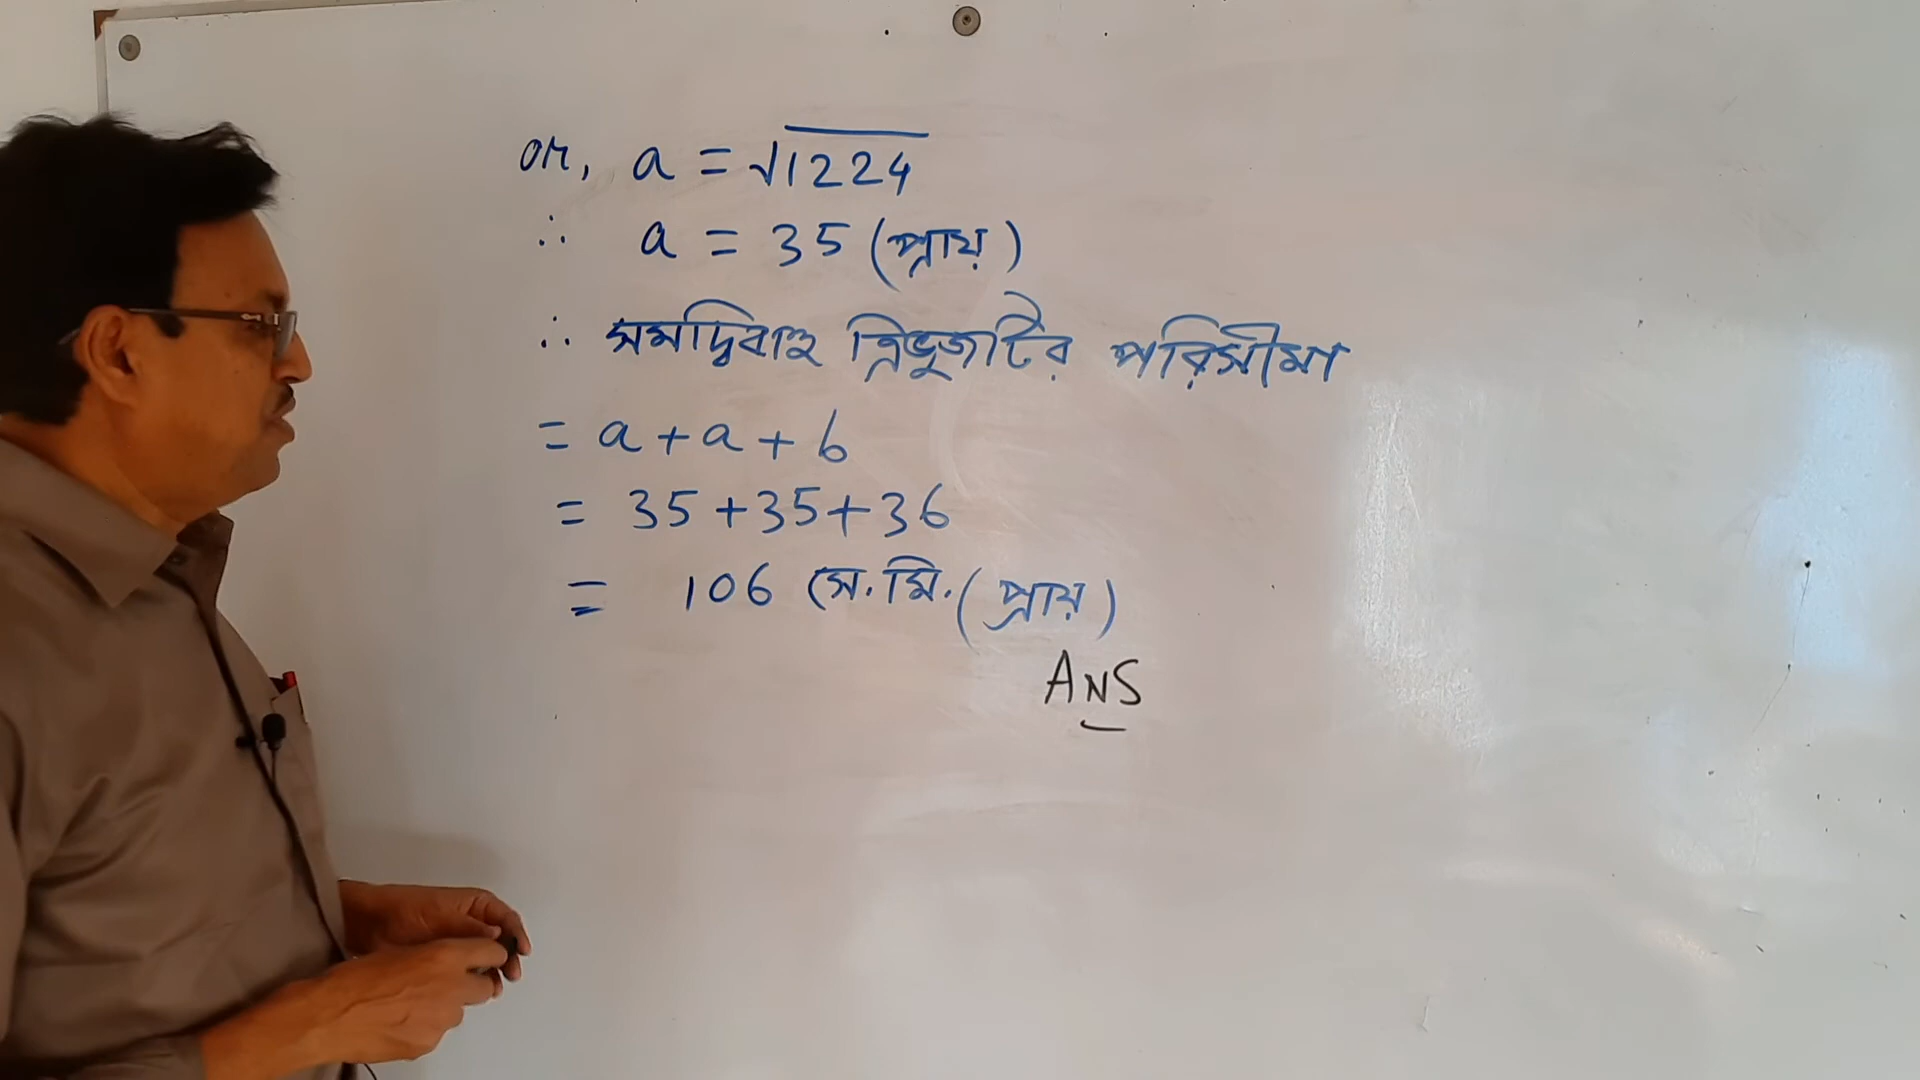 or, a = √1224
∴ a = 35 (প্রায়)
∴ সমদ্বিবাহু ত্রিভূজটির পরিসীমা
= a + a + b
= 35 + 35 + 36
= 106 সে. মি. (প্রায়)
ANS